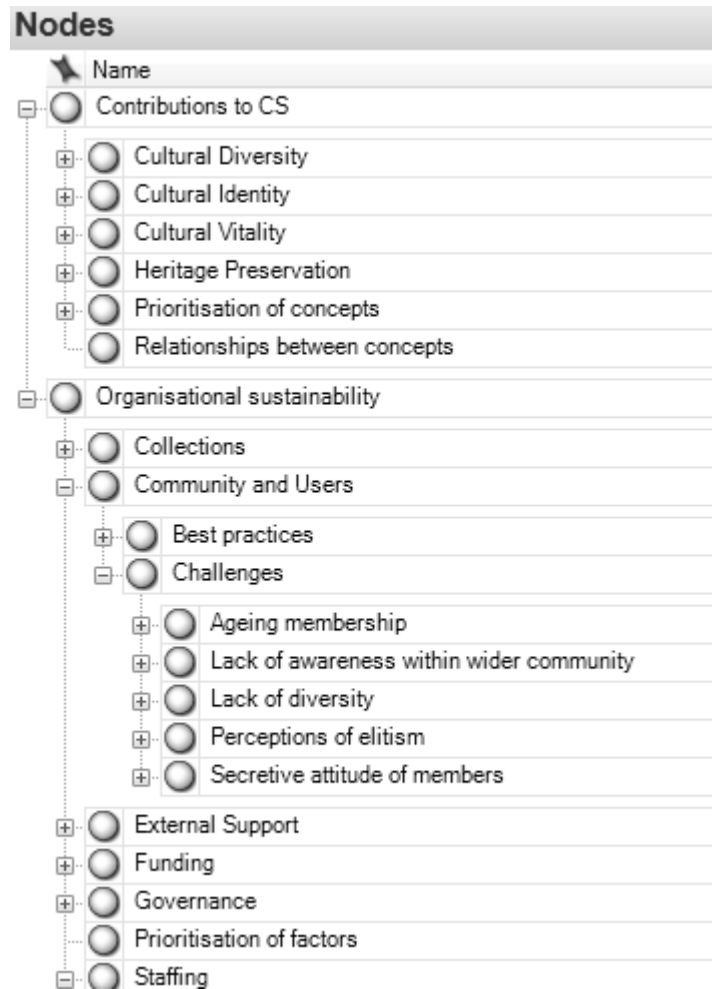 Nodes
Name
Contributions to CS
Cultural Diversity
Cultural Identity
Cultural Vitality
Heritage Preservation
Prioritisation of concepts
Relationships between concepts
Organisational sustainability
Collections
Community and Users
Best practices
Challenges
Ageing membership
Lack of awareness within wider community
Lack of diversity
Perceptions of elitism
Secretive attitude of members
External Support
Funding
Governance
Prioritisation of factors
Staffing